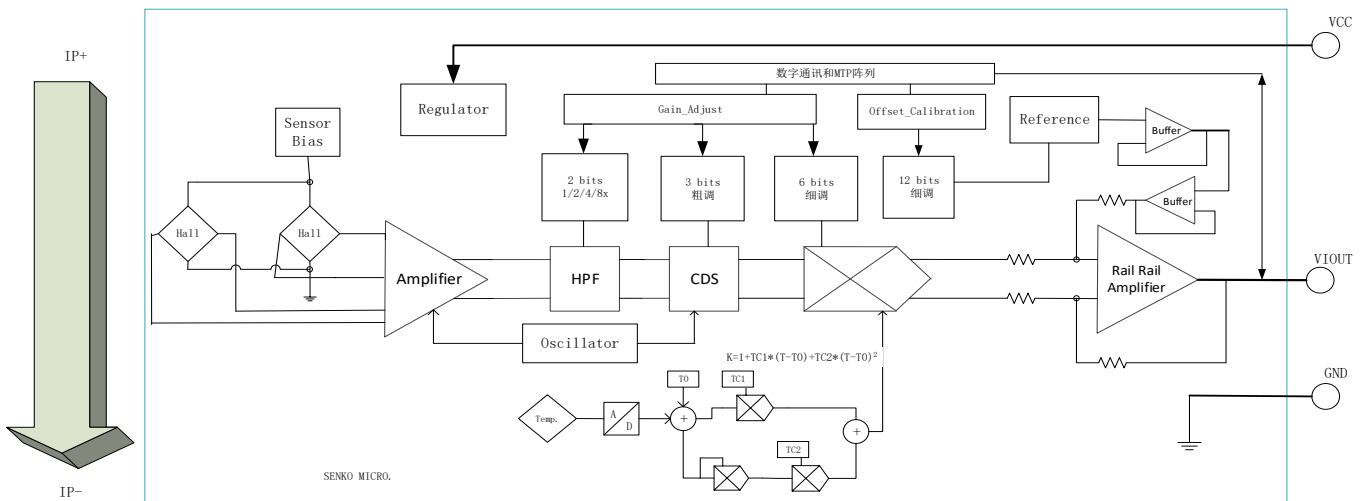 VCC
IP+
数字通讯和MTP阵列
Regulator
Gain_Adjust
Offset_Calibration
Reference
Buffer
Sensor
Bias
2 bits
1/2/4/8x
3 bits
粗调
6 bits
细调
12 bits
细调
Buffer
Hall
Hall
Amplifier
HPF
CDS
Rail Rail
Amplifier
VIOUT
Oscillator
K=1+TC1*(T-T0)+TC2*(T-T0)²
T0
TC1
GND
Temp.
A
D
+
+
TC2
SENKO MICRO.
IP-